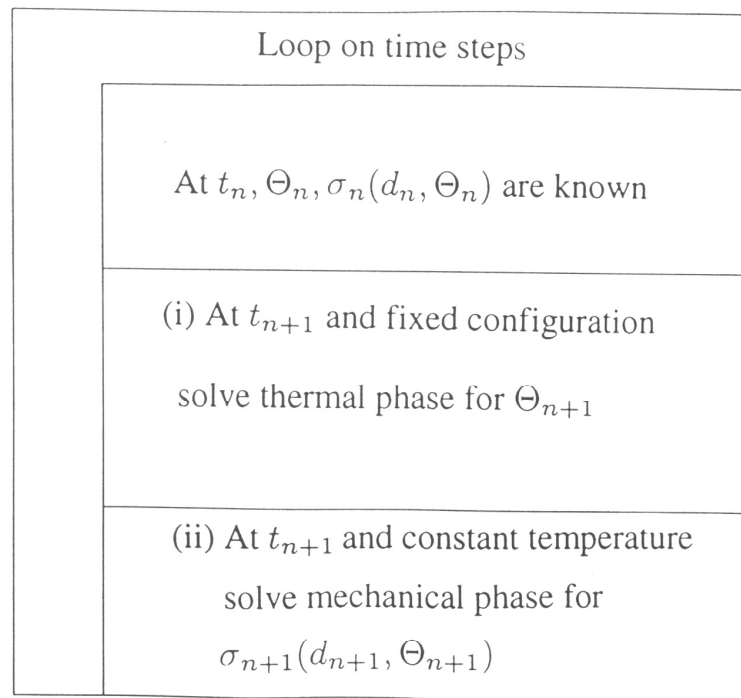 Loop on time steps
At $t_n, \Theta_n, \sigma_n(d_n, \Theta_n)$ are known
(i) At $t_{n+1}$ and fixed configuration
solve thermal phase for $\Theta_{n+1}$
(ii) At $t_{n+1}$ and constant temperature
solve mechanical phase for
$\sigma_{n+1}(d_{n+1}, \Theta_{n+1})$